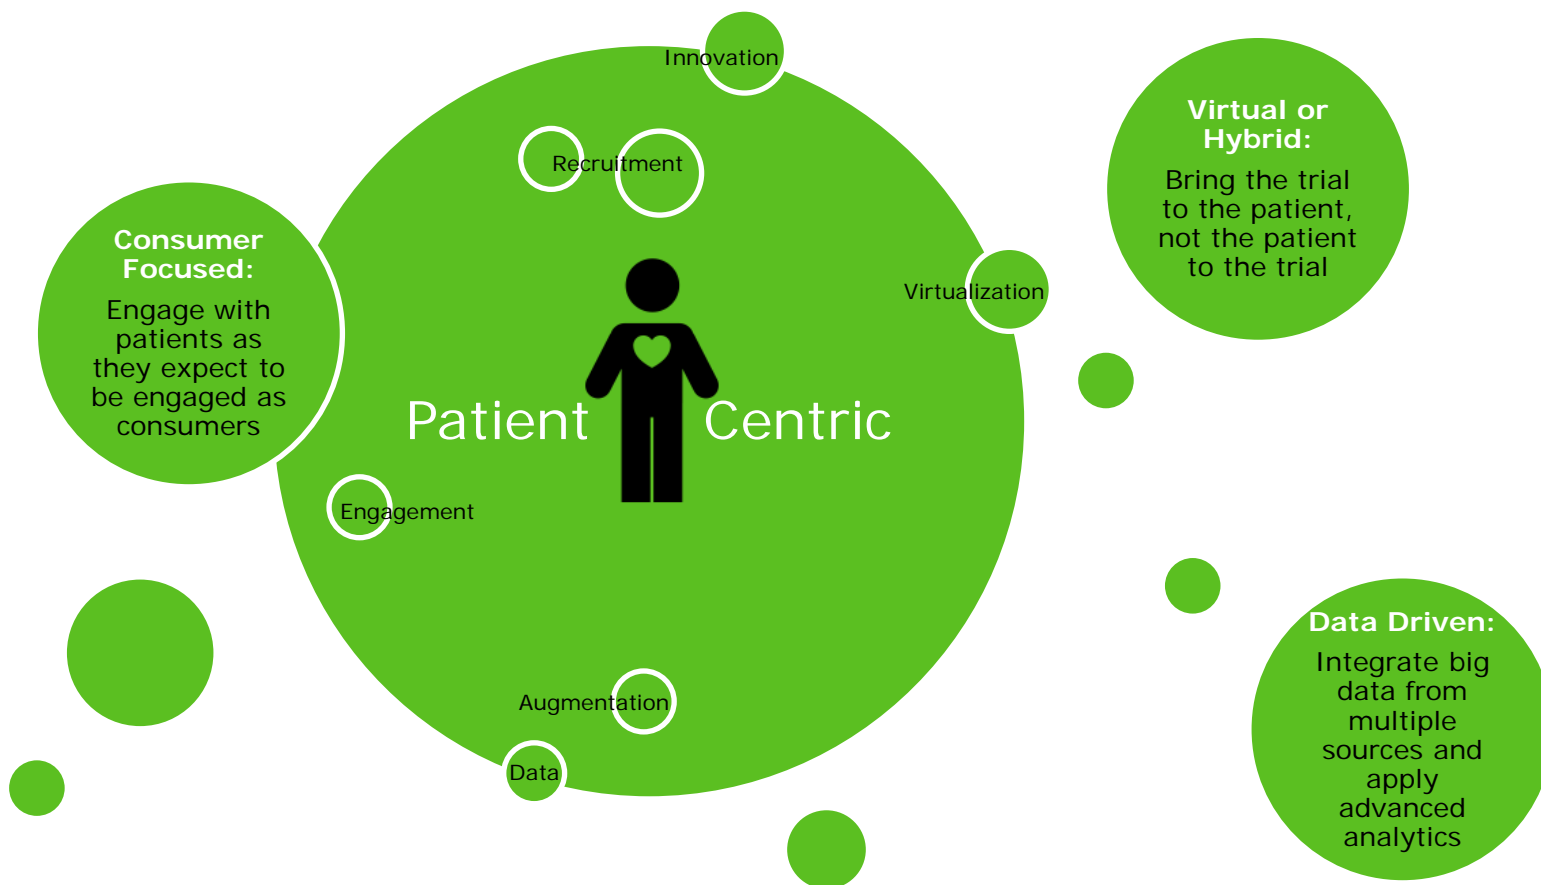 Innovation
Recruitment
Virtual or
Hybrid:
Bring the trial
to the patient,
not the patient
to the trial
Consumer
Focused:
Engage with
patients as
they expect to
be engaged as
consumers
Virtualization
Patient Centric
Engagement
Augmentation
Data
Data Driven:
Integrate big
data from
multiple
sources and
apply
advanced
analytics